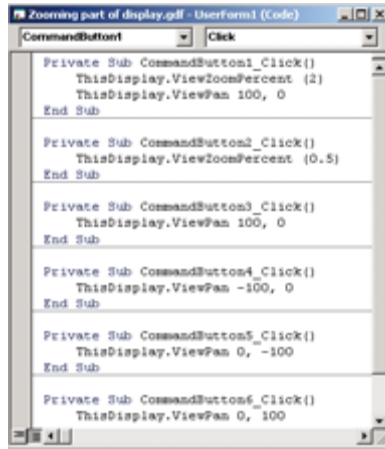 Zooming part of display.gdf - UserForm1 (Code)
CommandButton1 Click
Private Sub CommandButton1_Click()
ThisDisplay.ViewZoomPercent (2)
ThisDisplay.ViewPan 100, 0
End Sub
Private Sub CommandButton2_Click()
ThisDisplay.ViewZoomPercent (0.5)
End Sub
Private Sub CommandButton3_Click()
ThisDisplay.ViewPan 100, 0
End Sub
Private Sub CommandButton4_Click()
ThisDisplay.ViewPan -100, 0
End Sub
Private Sub CommandButton5_Click()
ThisDisplay.ViewPan 0, -100
End Sub
Private Sub CommandButton6_Click()
ThisDisplay.ViewPan 0, 100